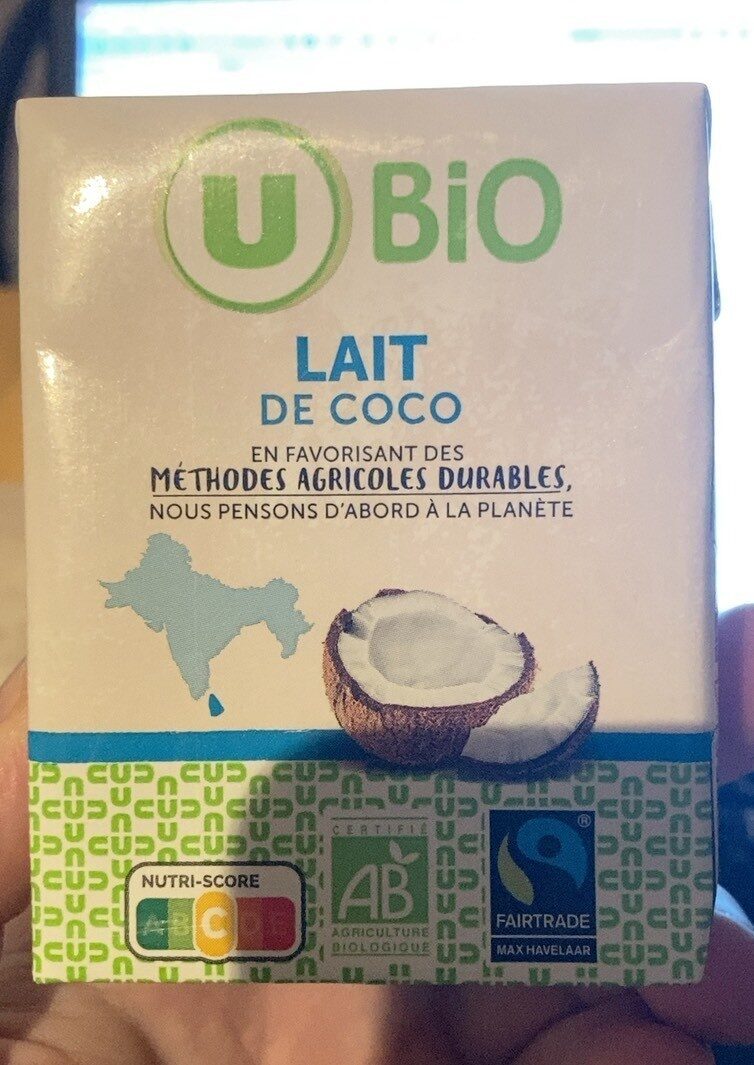 U BiO
LAIT
DE COCO
EN FAVORISANT DES
MÉTHODES AGRICOLES DURABLES,
NOUS PENSONS D'ABORD À LA PLANÈTE
NUTRI-SCORE
A B C D E
CERTIFIÉ
AB
AGRICULTURE
BIOLOGIQUE
®
FAIRTRADE
MAX HAVELAAR